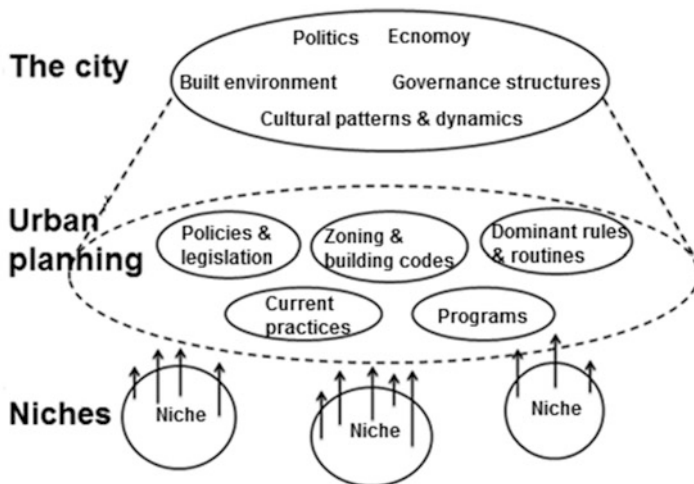 Politics Ecnomoy
The city
Built environment Governance structures
Cultural patterns & dynamics
Urban
planning
Policies &
legislation
Zoning &
building codes
Dominant rules
& routines
Current
practices
Programs
Niches
Niche
Niche
Niche